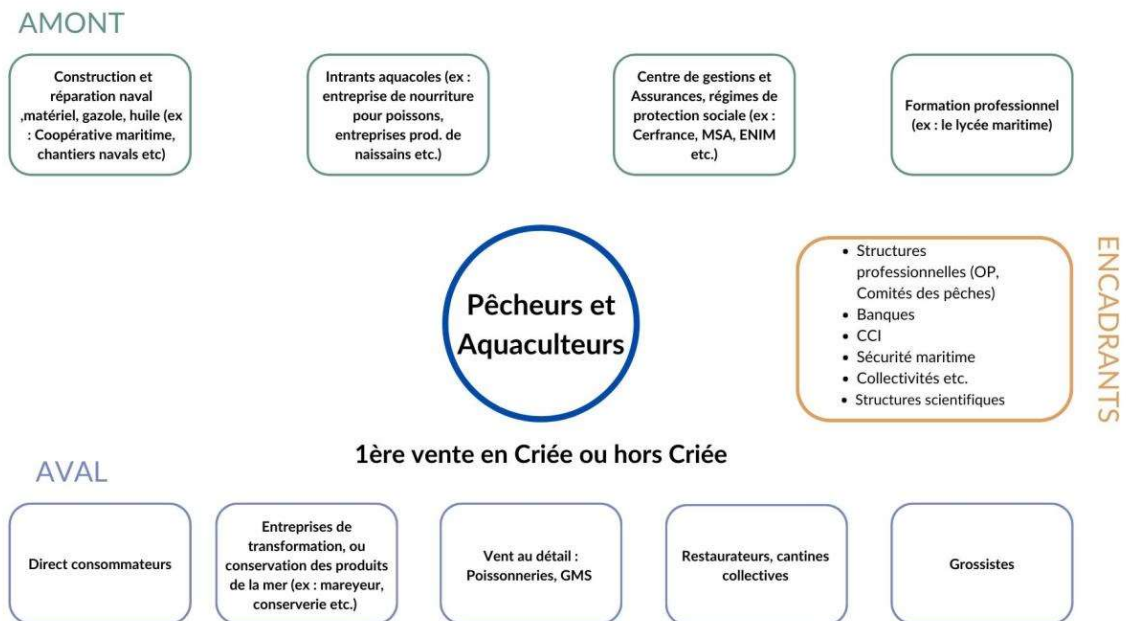 AMONT
Construction et
réparation naval
,matériel, gazole, huile (ex
: Coopérative maritime,
chantiers navals etc)
Intrants aquacoles (ex :
entreprise de nourriture
pour poissons,
entreprises prod. de
naissains etc.)
Centre de gestions et
Assurances, régimes de
protection sociale (ex :
Cerfrance, MSA, ENIM
etc.)
Formation professionnel
(ex : le lycée maritime)
Pêcheurs et
Aquaculteurs
• Structures
professionnelles (OP,
Comités des pêches)
• Banques
• CCI
• Sécurité maritime
• Collectivités etc.
• Structures scientifiques
ENCADRANTS
1ère vente en Criée ou hors Criée
AVAL
Direct consommateurs
Entreprises de
transformation, ou
conservation des produits
de la mer (ex : mareyeur,
conserverie etc.)
Vent au détail :
Poissonneries, GMS
Restaurateurs, cantines
collectives
Grossistes